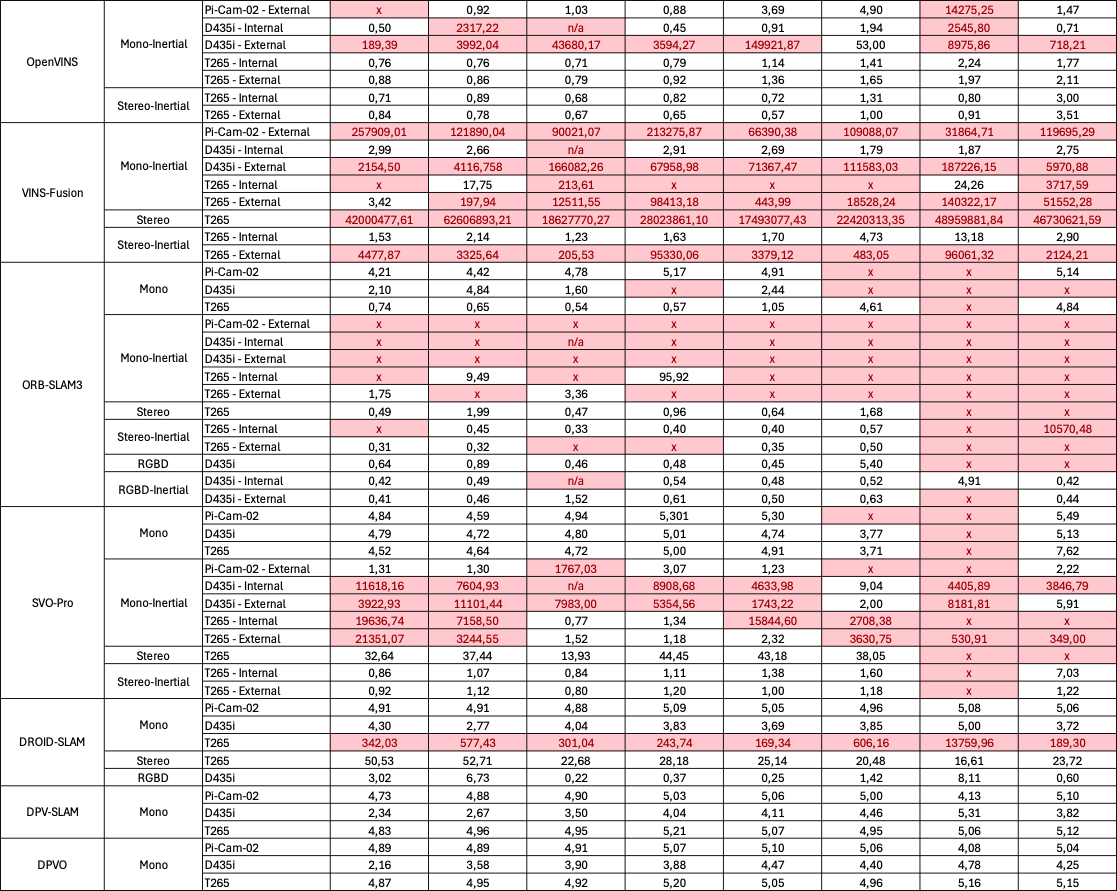 OpenVINS Mono-Inertial Pi-Cam-02 - External x 0,92 1,03 0,88 3,69 4,90 14275,25 1,47
D435i - Internal 0,50 2317,22 n/a 0,45 0,91 1,94 2545,80 0,71
D435i - External 189,39 3992,04 43680,17 3594,27 149921,87 53,00 8975,86 718,21
T265 - Internal 0,76 0,76 0,71 0,79 1,14 1,41 2,24 1,77
T265 - External 0,88 0,86 0,79 0,92 1,36 1,65 1,97 2,11
Stereo-Inertial T265 - Internal 0,71 0,89 0,68 0,82 0,72 1,31 0,80 3,00
T265 - External 0,84 0,78 0,67 0,65 0,57 1,00 0,91 3,51
VINS-Fusion Mono-Inertial Pi-Cam-02 - External 257909,01 121890,04 90021,07 213275,87 66390,38 109088,07 31864,71 119695,29
D435i - Internal 2,99 2,66 n/a 2,91 2,69 1,79 1,87 2,75
D435i - External 2154,50 4116,758 166082,26 67958,98 71367,47 111583,03 187226,15 5970,88
T265 - Internal x 17,75 213,61 x x x 24,26 3717,59
T265 - External 3,42 197,94 12511,55 98413,18 443,99 18528,24 140322,17 51552,28
Stereo T265 42000477,61 62606893,21 18627770,27 28023861,10 17493077,43 22420313,35 48959881,84 46730621,59
Stereo-Inertial T265 - Internal 1,53 2,14 1,23 1,63 1,70 4,73 13,18 2,90
T265 - External 4477,87 3325,64 205,53 95330,06 3379,12 483,05 96061,32 2124,21
ORB-SLAM3 Mono Pi-Cam-02 4,21 4,42 4,78 5,17 4,91 x x 5,14
D435i 2,10 4,84 1,60 x 2,44 x x x
T265 0,74 0,65 0,54 0,57 1,05 4,61 x 4,84
Mono-Inertial Pi-Cam-02 - External x x x x x x x x
D435i - Internal x x n/a x x x x x
D435i - External x x x x x x x x
T265 - Internal x 9,49 x 95,92 x x x x
T265 - External 1,75 x 3,36 x x x x x
Stereo T265 0,49 1,99 0,47 0,96 0,64 1,68 x x
Stereo-Inertial T265 - Internal x 0,45 0,33 0,40 0,40 0,57 x 10570,48
T265 - External 0,31 0,32 x x 0,35 0,50 x x
RGBD D435i 0,64 0,89 0,46 0,48 0,45 5,40 x x
RGBD-Inertial D435i - Internal 0,42 0,49 n/a 0,54 0,48 0,52 4,91 0,42
D435i - External 0,41 0,46 1,52 0,61 0,50 0,63 x 0,44
SVO-Pro Mono Pi-Cam-02 4,84 4,59 4,94 5,301 5,30 x x 5,49
D435i 4,79 4,72 4,80 5,01 4,74 3,77 x 5,13
T265 4,52 4,64 4,72 5,00 4,91 3,71 x 7,62
Mono-Inertial Pi-Cam-02 - External 1,31 1,30 1767,03 3,07 1,23 x x 2,22
D435i - Internal 11618,16 7604,93 n/a 8908,68 4633,98 9,04 4405,89 3846,79
D435i - External 3922,93 11101,44 7983,00 5354,56 1743,22 2,00 8181,81 5,91
T265 - Internal 19636,74 7158,50 0,77 1,34 15844,60 2708,38 x x
T265 - External 21351,07 3244,55 1,52 1,18 2,32 3630,75 530,91 349,00
Stereo T265 32,64 37,44 13,93 44,45 43,18 38,05 x x
Stereo-Inertial T265 - Internal 0,86 1,07 0,84 1,11 1,38 1,60 x 7,03
T265 - External 0,92 1,12 0,80 1,20 1,00 1,18 x 1,22
DROID-SLAM Mono Pi-Cam-02 4,91 4,91 4,88 5,09 5,05 4,96 5,08 5,06
D435i 4,30 2,77 4,04 3,83 3,69 3,85 5,00 3,72
T265 342,03 577,43 301,04 243,74 169,34 606,16 13759,96 189,30
Stereo T265 50,53 52,71 22,68 28,18 25,14 20,48 16,61 23,72
RGBD D435i 3,02 6,73 0,22 0,37 0,25 1,42 8,11 0,60
DPV-SLAM Mono Pi-Cam-02 4,73 4,88 4,90 5,03 5,06 5,00 4,13 5,10
D435i 2,34 2,67 3,50 4,04 4,11 4,46 5,31 3,82
T265 4,83 4,96 4,95 5,21 5,07 4,95 5,06 5,12
DPVO Mono Pi-Cam-02 4,89 4,89 4,91 5,07 5,10 5,06 4,08 5,04
D435i 2,16 3,58 3,90 3,88 4,47 4,40 4,78 4,25
T265 4,87 4,95 4,92 5,20 5,05 4,96 5,16 5,15